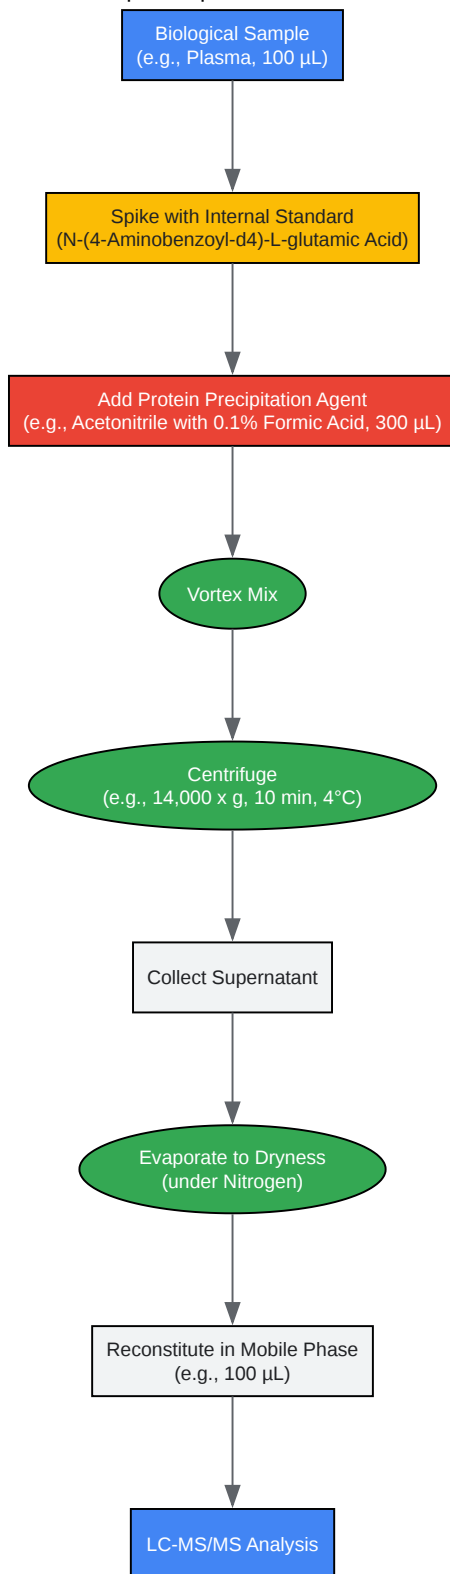 Biological Sample
(e.g., Plasma, 100 µL)
Spike with Internal Standard
(N-(4-Aminobenzoyl-d4)-L-glutamic Acid)
Add Protein Precipitation Agent
(e.g., Acetonitrile with 0.1% Formic Acid, 300 µL)
Vortex Mix
Centrifuge
(e.g., 14,000 x g, 10 min, 4°C)
Collect Supernatant
Evaporate to Dryness
(under Nitrogen)
Reconstitute in Mobile Phase
(e.g., 100 µL)
LC-MS/MS Analysis